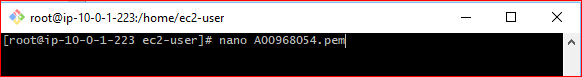 root@ip-10-0-1-223:/home/ec2-user
[root@ip-10-0-1-223 ec2-user]# nano A00968054.pem